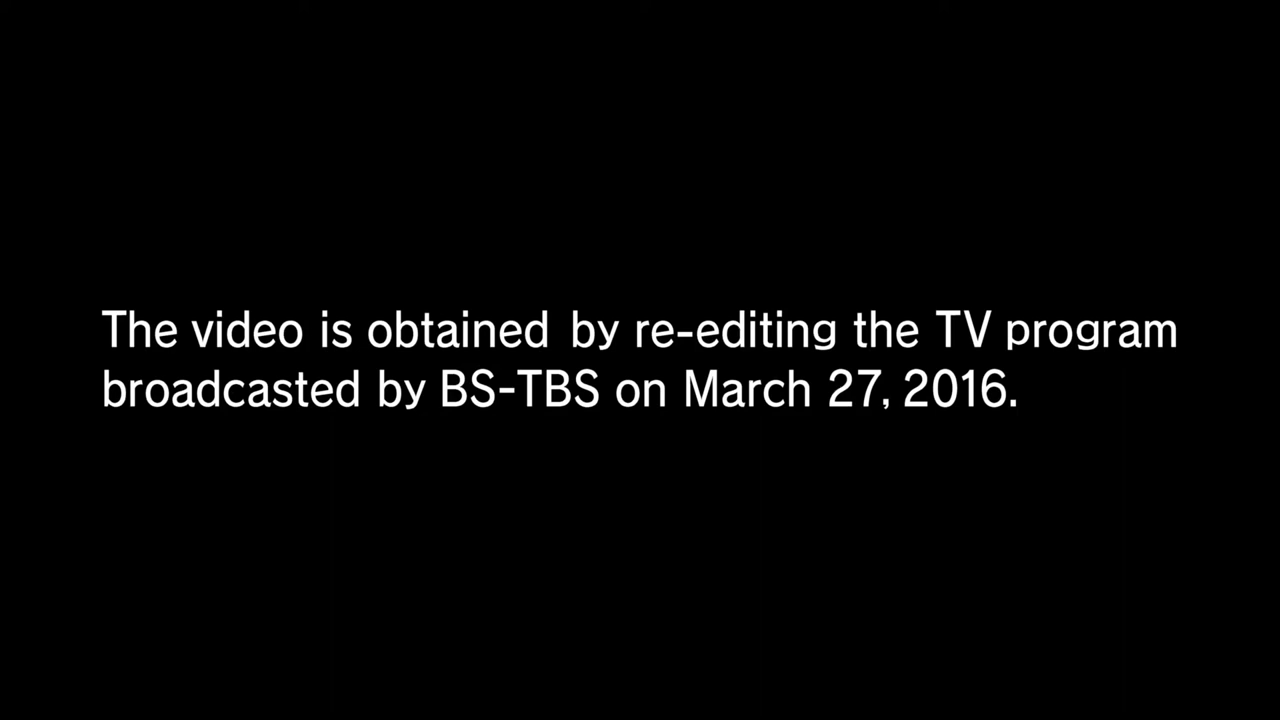 The video is obtained by re-editing the TV program
broadcasted by BS-TBS on March 27, 2016.